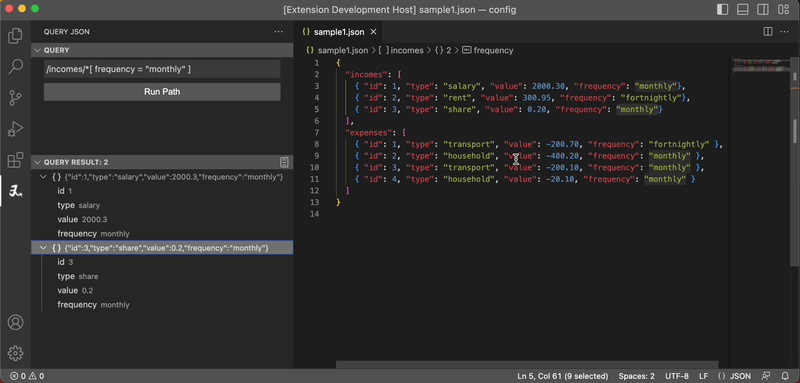 [Extension Development Host] sample1.json — config
QUERY JSON
QUERY
/incomes/*[ frequency = "monthly" ]
Run Path
QUERY RESULT: 2
{} {"id":1,"type":"salary","value":2000.3,"frequency":"monthly"}
id 1
type salary
value 2000.3
frequency monthly
{} {"id":3,"type":"share","value":0.2,"frequency":"monthly"}
id 3
type share
value 0.2
frequency monthly
{} sample1.json ×
{} sample1.json > [ ] incomes > {} 2 > abc frequency
1 {
2 "incomes": [
3 { "id": 1, "type": "salary", "value": 2000.30, "frequency": "monthly"},
4 { "id": 2, "type": "rent", "value": 300.95, "frequency": "fortnightly"},
5 { "id": 3, "type": "share", "value": 0.20, "frequency": "monthly"}
6 ],
7 "expenses": [
8 { "id": 1, "type": "transport", "value": -200.70, "frequency": "fortnightly" },
9 { "id": 2, "type": "household", "value": -400.20, "frequency": "monthly" },
10 { "id": 3, "type": "transport", "value": -200.10, "frequency": "monthly" },
11 { "id": 4, "type": "household", "value": -20.10, "frequency": "monthly" }
12 ]
13 }
14
0 0 Ln 5, Col 61 (9 selected) Spaces: 2 UTF-8 LF {} JSON